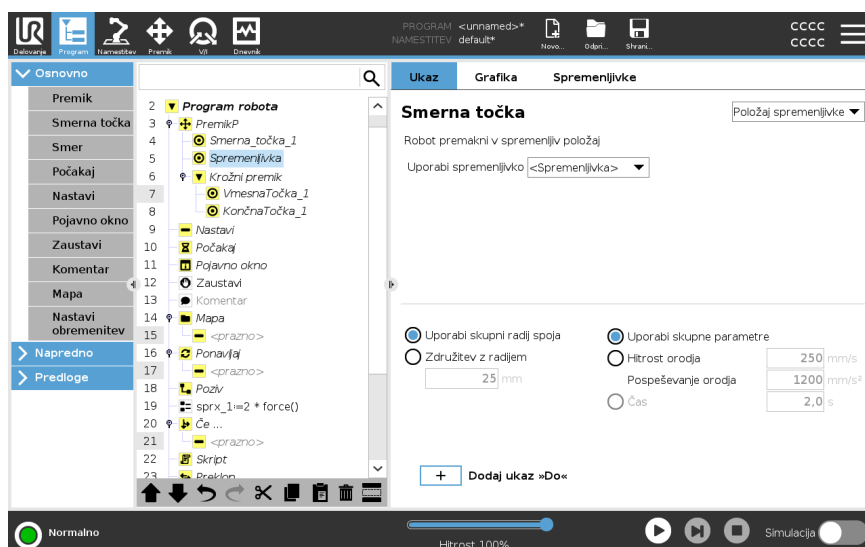 PROGRAM <unnamed>*
NAMESTITEV default*
CCCC
CCCC
Delovanje Program Namestitev Premik V/I Dnevnik Novo... Odpri... Shrani...
Osnovno
Premik
Smerna točka
Smer
Počakaj
Nastavi
Pojavno okno
Zaustavi
Komentar
Mapa
Nastavi
obremenitev
Napredno
Predloge
2 Program robota
3 PremikP
4 Smerna_točka_1
5 Spremenljivka
6 Krožni premik
7 VmesnaTočka_1
8 KončnaTočka_1
9 Nastavi
10 Počakaj
11 Pojavno okno
12 Zaustavi
13 Komentar
14 Mapa
15 <prazno>
16 Ponavljaj
17 <prazno>
18 Poziv
19 sprx_1:=2 * force()
20 Če ...
21 <prazno>
22 Skript
23 Preklop
Ukaz Grafika Spremenljivke
Smerna točka
Položaj spremenljivke
Robot premakni v spremenljiv položaj
Uporabi spremenljivko <Spremenljivka>
Uporabi skupni radij spoja
Združitev z radijem
25 mm
Uporabi skupne parametre
Hitrost orodja 250 mm/s
Pospeševanje orodja 1200 mm/s²
Čas 2,0 s
+ Dodaj ukaz »Do«
Normalno
Hitrost 100%
Simulacija